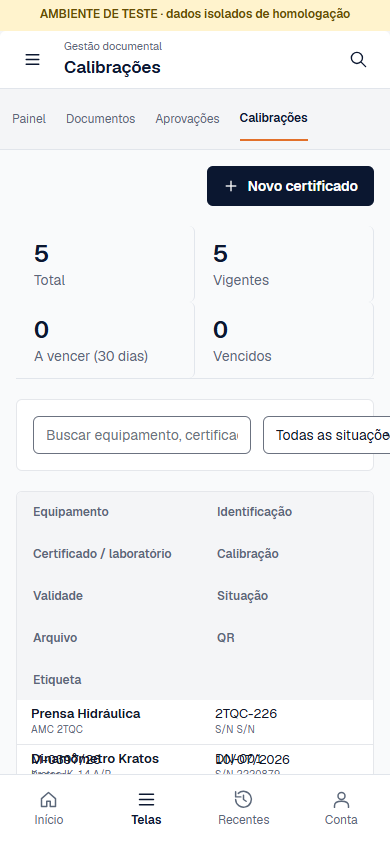 AMBIENTE DE TESTE · dados isolados de homologação
Gestão documental
Calibrações
Painel Documentos Aprovações Calibrações
+ Novo certificado
5 5
Total Vigentes
0 0
A vencer (30 dias) Vencidos
Buscar equipamento, certifica Todas as situaçõe
Equipamento Identificação
Certificado / laboratório Calibração
Validade Situação
Arquivo QR
Etiqueta
Prensa Hidráulica 2TQC-226
AMC 2TQC S/N S/N
Dinamômetro Kratos
Início Telas Recentes Conta